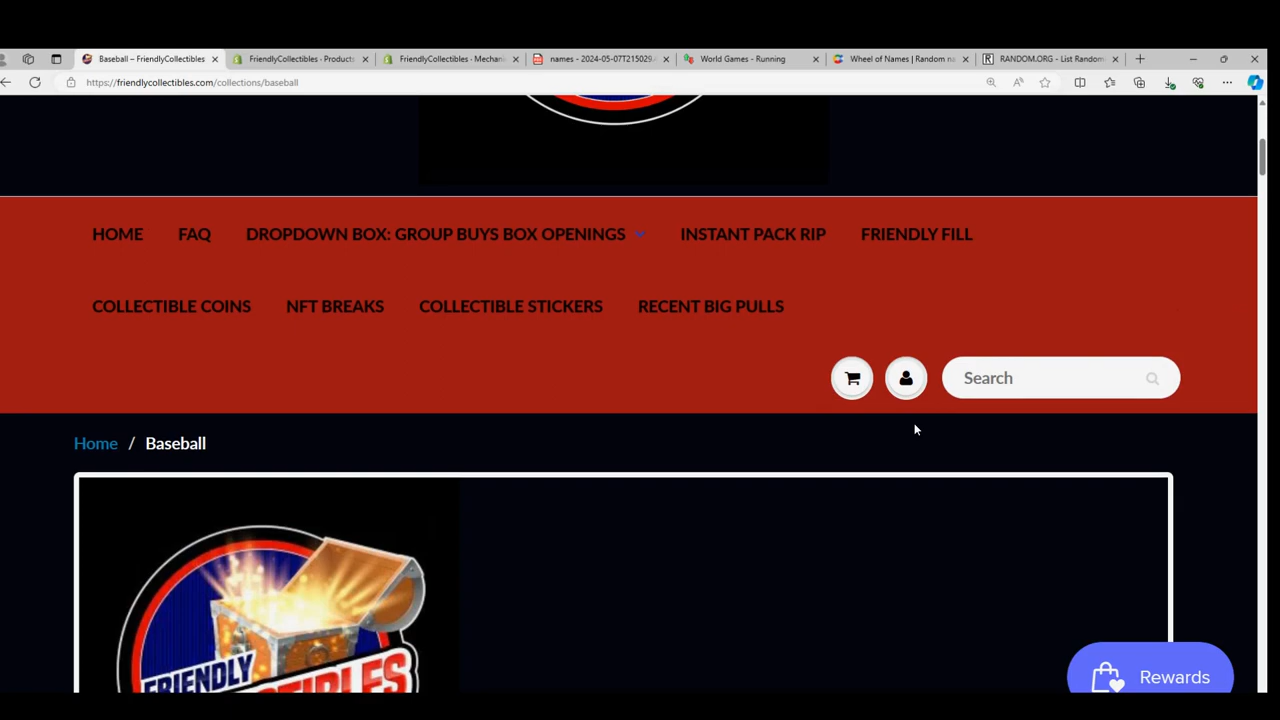 Baseball – FriendlyCollectibles
FriendlyCollectibles · Products
FriendlyCollectibles · Mechani
names - 2024-05-07T215029.
World Games - Running
Wheel of Names | Random na
RANDOM.ORG - List Random
https://friendlycollectibles.com/collections/baseball
HOME FAQ DROPDOWN BOX: GROUP BUYS BOX OPENINGS INSTANT PACK RIP FRIENDLY FILL
COLLECTIBLE COINS NFT BREAKS COLLECTIBLE STICKERS RECENT BIG PULLS
Search
Home / Baseball
FRIENDLY
Rewards